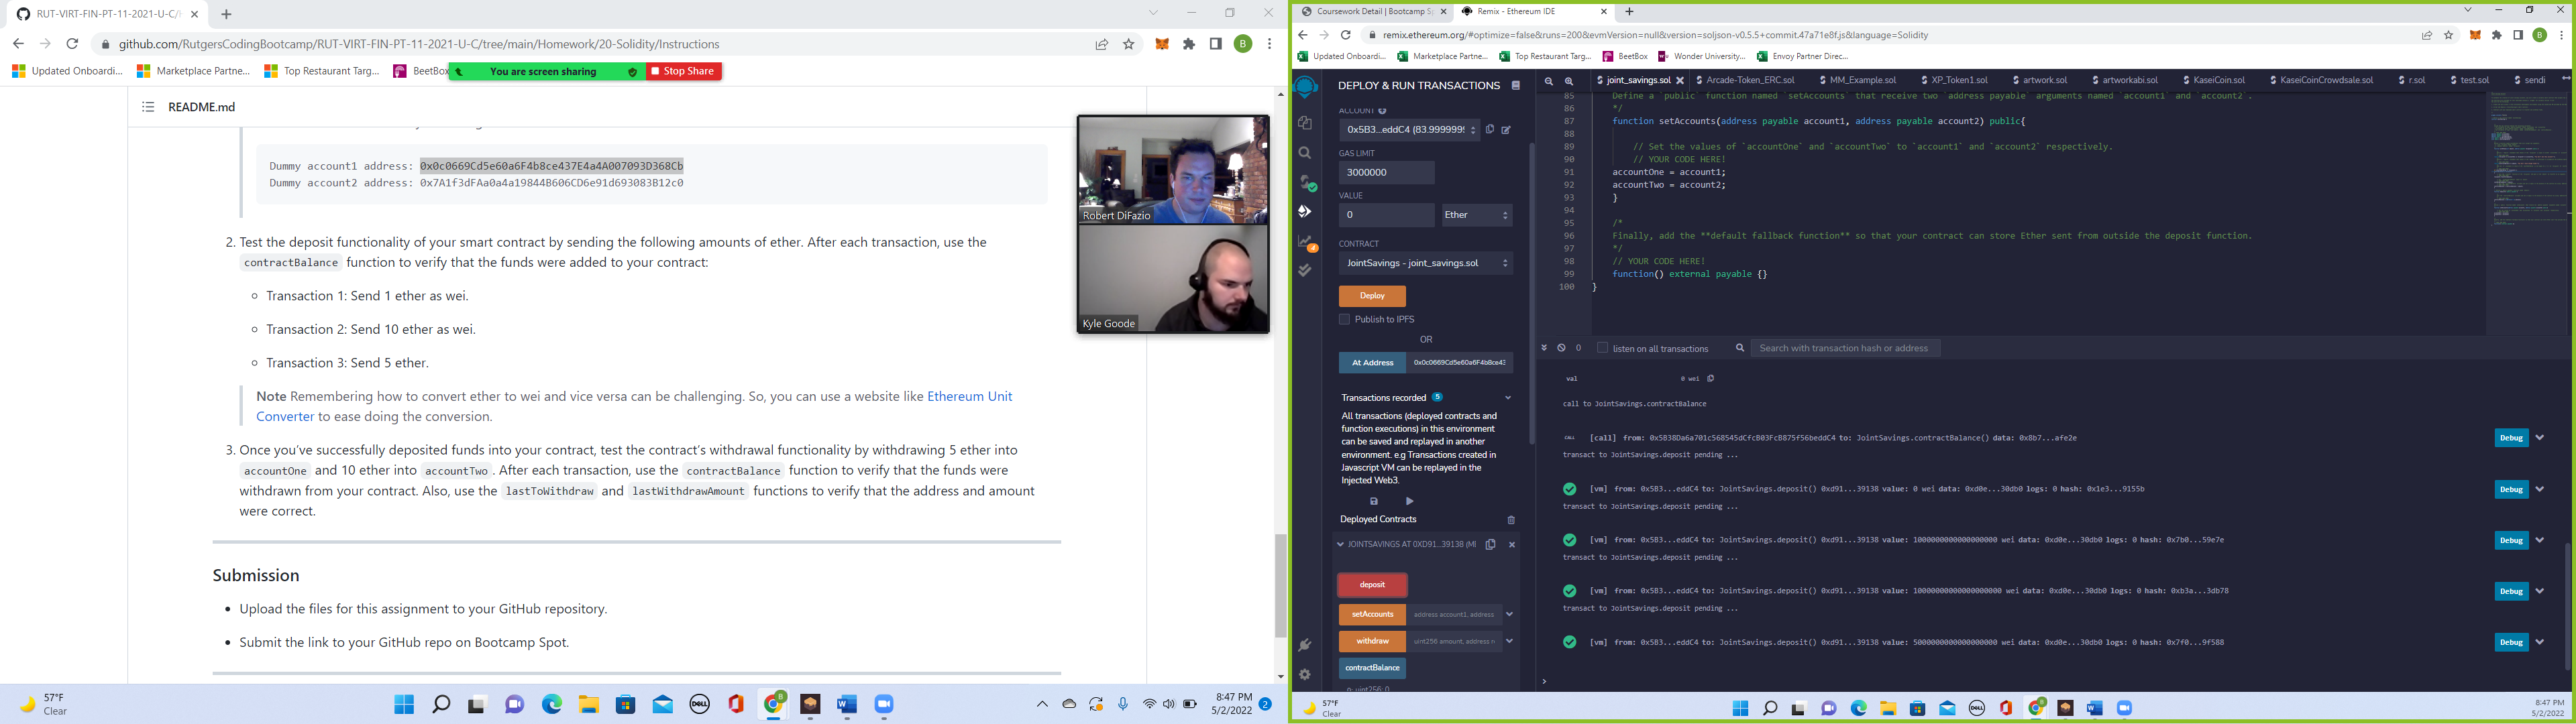 RUT-VIRT-FIN-PT-11-2021-U-C/
github.com/RutgersCodingBootcamp/RUT-VIRT-FIN-PT-11-2021-U-C/tree/main/Homework/20-Solidity/Instructions
B
Updated Onboardi...
Marketplace Partne...
Top Restaurant Targ...
BeetBox
You are screen sharing
Stop Share
README.md
Dummy account1 address: 0x0c0669Cd5e60a6F4b8ce437E4a4A007093D368Cb
Dummy account2 address: 0x7A1f3dFAa0a4a19844B606CD6e91d693083B12c0
2. Test the deposit functionality of your smart contract by sending the following amounts of ether. After each transaction, use the
contractBalance function to verify that the funds were added to your contract:
Transaction 1: Send 1 ether as wei.
Transaction 2: Send 10 ether as wei.
Transaction 3: Send 5 ether.
Note Remembering how to convert ether to wei and vice versa can be challenging. So, you can use a website like Ethereum Unit
Converter to ease doing the conversion.
3. Once you've successfully deposited funds into your contract, test the contract's withdrawal functionality by withdrawing 5 ether into
accountOne and 10 ether into accountTwo . After each transaction, use the contractBalance function to verify that the funds were
withdrawn from your contract. Also, use the lastToWithdraw and lastWithdrawAmount functions to verify that the address and amount
were correct.
Submission
Upload the files for this assignment to your GitHub repository.
Submit the link to your GitHub repo on Bootcamp Spot.
Robert DiFazio
Kyle Goode
57°F
Clear
8:47 PM
5/2/2022
2
Coursework Detail | Bootcamp Sp
Remix - Ethereum IDE
remix.ethereum.org/#optimize=false&runs=200&evmVersion=null&version=soljson-v0.5.5+commit.47a71e8f.js&language=Solidity
B
Updated Onboardi...
Marketplace Partne...
Top Restaurant Targ...
BeetBox
Wonder University...
Envoy Partner Direc...
DEPLOY & RUN TRANSACTIONS
ACCOUNT
0x5B3...eddC4 (83.9999995
GAS LIMIT
3000000
VALUE
0
Ether
CONTRACT
JointSavings - joint_savings.sol
Deploy
Publish to IPFS
OR
At Address
0x0c0669Cd5e60a6F4b8ce43
Transactions recorded 5
All transactions (deployed contracts and
function executions) in this environment
can be saved and replayed in another
environment. e.g Transactions created in
Javascript VM can be replayed in the
Injected Web3.
Deployed Contracts
JOINTSAVINGS AT 0XD91...39138 (M
deposit
setAccounts
address account1, address
withdraw
uint256 amount, address r
contractBalance
0: uint256: 0
4
joint_savings.sol
Arcade-Token_ERC.sol
MM_Example.sol
XP_Token1.sol
artwork.sol
artworkabi.sol
KaseiCoin.sol
KaseiCoinCrowdsale.sol
r.sol
test.sol
sendi
85 Define a `public` function named `setAccounts` that receive two `address payable` arguments named `account1` and `account2`.
86 */
87 function setAccounts(address payable account1, address payable account2) public{
88
89 // Set the values of `accountOne` and `accountTwo` to `account1` and `account2` respectively.
90 // YOUR CODE HERE!
91 accountOne = account1;
92 accountTwo = account2;
93 }
94
95 /*
96 Finally, add the **default fallback function** so that your contract can store Ether sent from outside the deposit function.
97 */
98 // YOUR CODE HERE!
99 function() external payable {}
100 }
0
listen on all transactions
Search with transaction hash or address
val 0 wei
call to JointSavings.contractBalance
CALL [call] from: 0x5B38Da6a701c568545dCfcB03FcB875f56beddC4 to: JointSavings.contractBalance() data: 0x8b7...afe2e
Debug
transact to JointSavings.deposit pending ...
[vm] from: 0x5B3...eddC4 to: JointSavings.deposit() 0xd91...39138 value: 0 wei data: 0xd0e...30db0 logs: 0 hash: 0x1e3...9155b
Debug
transact to JointSavings.deposit pending ...
[vm] from: 0x5B3...eddC4 to: JointSavings.deposit() 0xd91...39138 value: 1000000000000000000 wei data: 0xd0e...30db0 logs: 0 hash: 0x7b0...59e7e
Debug
transact to JointSavings.deposit pending ...
[vm] from: 0x5B3...eddC4 to: JointSavings.deposit() 0xd91...39138 value: 10000000000000000000 wei data: 0xd0e...30db0 logs: 0 hash: 0xb3a...3db78
Debug
transact to JointSavings.deposit pending ...
[vm] from: 0x5B3...eddC4 to: JointSavings.deposit() 0xd91...39138 value: 5000000000000000000 wei data: 0xd0e...30db0 logs: 0 hash: 0x7f0...9f588
Debug
>
57°F
Clear
8:47 PM
5/2/2022